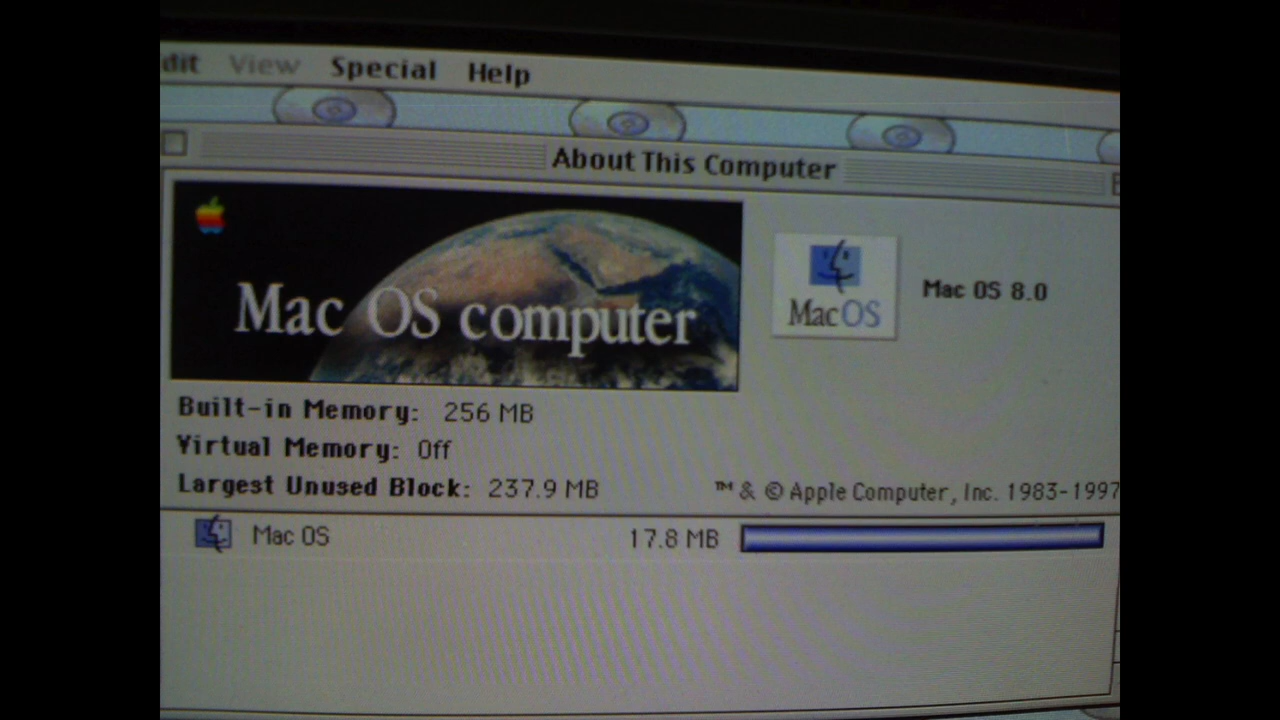 dit View Special Help
About This Computer
Mac OS computer
Mac OS
Mac OS 8.0
Built-in Memory: 256 MB
Virtual Memory: Off
Largest Unused Block: 237.9 MB
™ & © Apple Computer, Inc. 1983-1997
Mac OS 17.8 MB